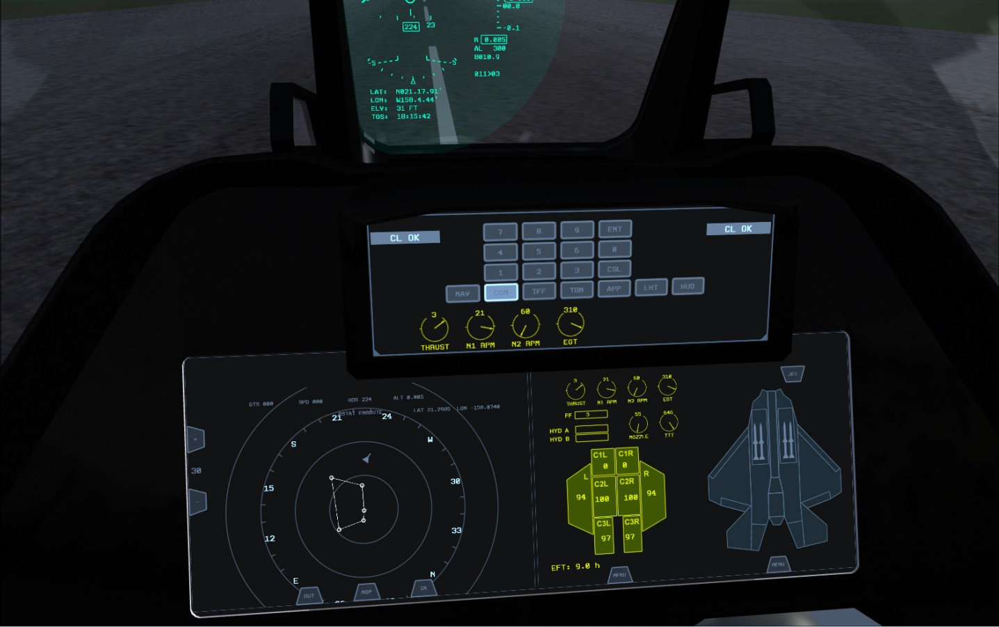 00.0
-0.1
224 23
R 0.005
AL 300
B010.9
-5 -5
011>03
LAT: N021.17.91'
LON: W158.4.44'
ELV: 31 FT
TOS: 18:15:42
CL OK
7 8 9 ENT
CL OK
4 5 6 0
1 2 3 CSL
NAV COM IFF TBN APP LHT HUD
3 21 60 310
THRUST N1 RPM N2 RPM EGT
GTS 000 SPD 000 HDG 224 ALT 0.005
LAT 21.2985 LON -158.0740
21 24
S W
15 30
12 33
E N
+
30
-
OUT NOP IN
3 21 60 310
THRUST N1 RPM N2 RPM EGT
FF 3
HYD A
HYD B
55 646
NOZZLE TTT
C1L C1R
0 0
L R
C2L C2R
94 100 100 94
C3L C3R
97 97
EFT: 9.0 h
MENU
JET
MENU